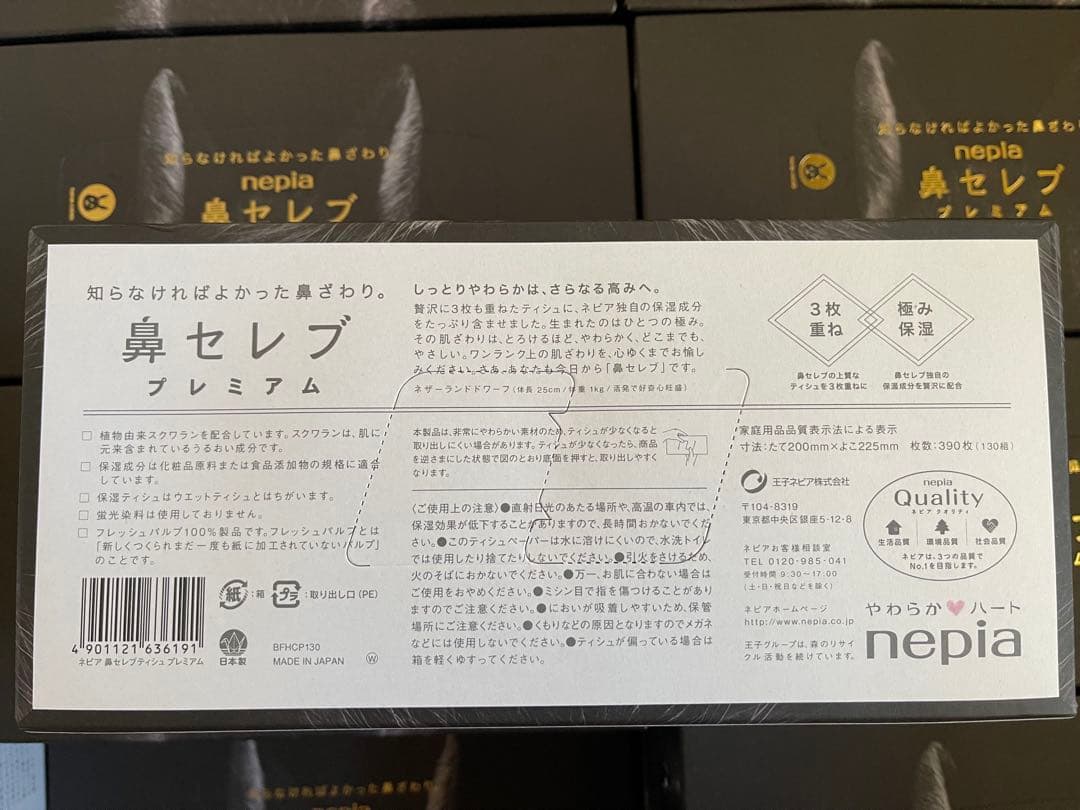 知らなければよかった鼻ざわり。
nepia
鼻セレブ
知らなければよかった鼻ざわり
nepia
鼻セレブ
プレミアム
知らなければよかった鼻ざわり。
鼻セレブ
プレミアム
しっとりやわらかは、さらなる高みへ。
贅沢に3枚も重ねたティシュに、ネピア独自の保湿成分
をたっぷり含ませました。生まれたのはひとつの極み。
その肌ざわりは、とろけるほど、やわらかく、どこまでも、
やさしい。ワンランク上の肌ざわりを、心ゆくまでお愉し
みください。さあ、あなたも今日から「鼻セレブ」です。
ネザーランドドワーフ(体長 25cm/体重 1kg/活発で好奇心旺盛)
3枚
重ね
極み
保湿
鼻セレブの上質な
ティシュを3枚重ねに
鼻セレブ独自の
保湿成分を贅沢に配合
□ 植物由来スクワランを配合しています。スクワランは、肌に
元来含まれているうるおい成分です。
□ 保湿成分は化粧品原料または食品添加物の規格に適合
しています。
□ 保湿ティシュはウエットティシュとはちがいます。
□ 蛍光染料は使用しておりません。
□ フレッシュパルプ100%製品です。フレッシュパルプとは
「新しくつくられまだ一度も紙に加工されていないパルプ」
のことです。
4 901121 636191
ネピア 鼻セレブティシュ プレミアム
紙
:箱
プラ
:取り出し口(PE)
日本製
BFHCP130
MADE IN JAPAN
W
本製品は、非常にやわらかい素材のため、ティシュが少なくなると
取り出しにくい場合があります。ティシュが少なくなったら、商品
を逆さまにした状態で図のとおり底面を押すと、取り出しやすく
なります。
〈ご使用上の注意〉●直射日光のあたる場所や、高温の車内では、
保湿効果が低下することがありますので、長時間おかないでくだ
さい。●このティシュペーパーは水に溶けにくいので、水洗トイレ
では使用したり捨てたりしないでください。●引火をさけるため、
火のそばにおかないでください。●万一、お肌に合わない場合は
ご使用をおやめください。●ミシン目で指を傷つけることがあり
ますのでご注意ください。●においが吸着しやすいため、保管
場所にご注意ください。●くもりなどの原因となりますのでメガネ
などには使用しないでください。●ティシュが偏っている場合は
箱を軽くゆすってください。
家庭用品品質表示法による表示
寸法:たて200mm×よこ225mm 枚数:390枚(130組)
王子ネピア株式会社
〒104-8319
東京都中央区銀座5-12-8
ネピアお客様相談室
TEL 0120-985-041
受付時間 9:30〜17:00
(土・日・祝日などを除く)
ネピアホームページ
http://www.nepia.co.jp
王子グループは、森のリサイ
クル活動を続けています。
nepia
Quality
ネピア クオリティ
生活品質
環境品質
社会品質
ネピアは、3つの品質で
No.1を目指します。
やわらか♥ハート
nepia
知らなければよかった鼻ざわり。
nepia